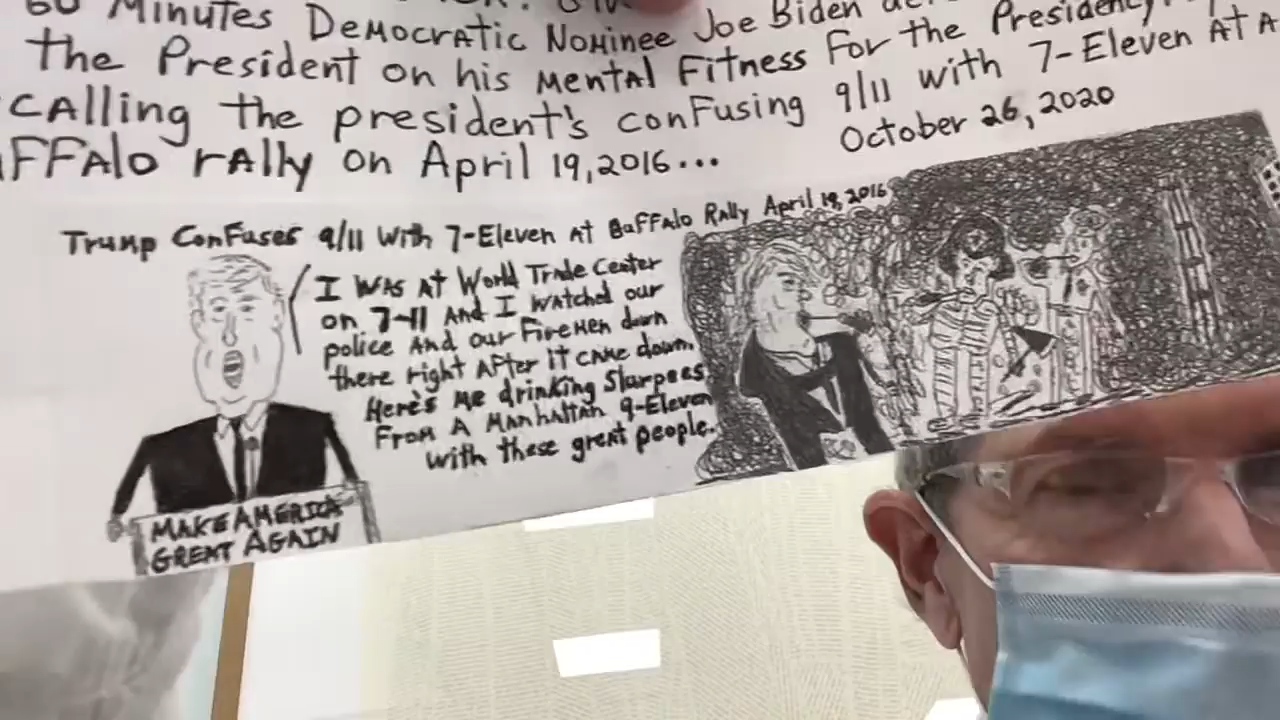 60 Minutes Democratic Nominee Joe Biden
the President on his Mental Fitness For the Presidency
calling the president's confusing 9/11 with 7-Eleven At A
rally on April 19,2016...
October 26, 2020
Trump Confuses 9/11 With 7-Eleven At Buffalo Rally April 19, 2016
I was at World Trade Center
on 7-11 And I watched our
police And our Firemen down
there right After it came down.
Here's me drinking Slurpees
From A Manhattan 9-Eleven
with these great people.
MAKE AMERICA
GREAT AGAIN